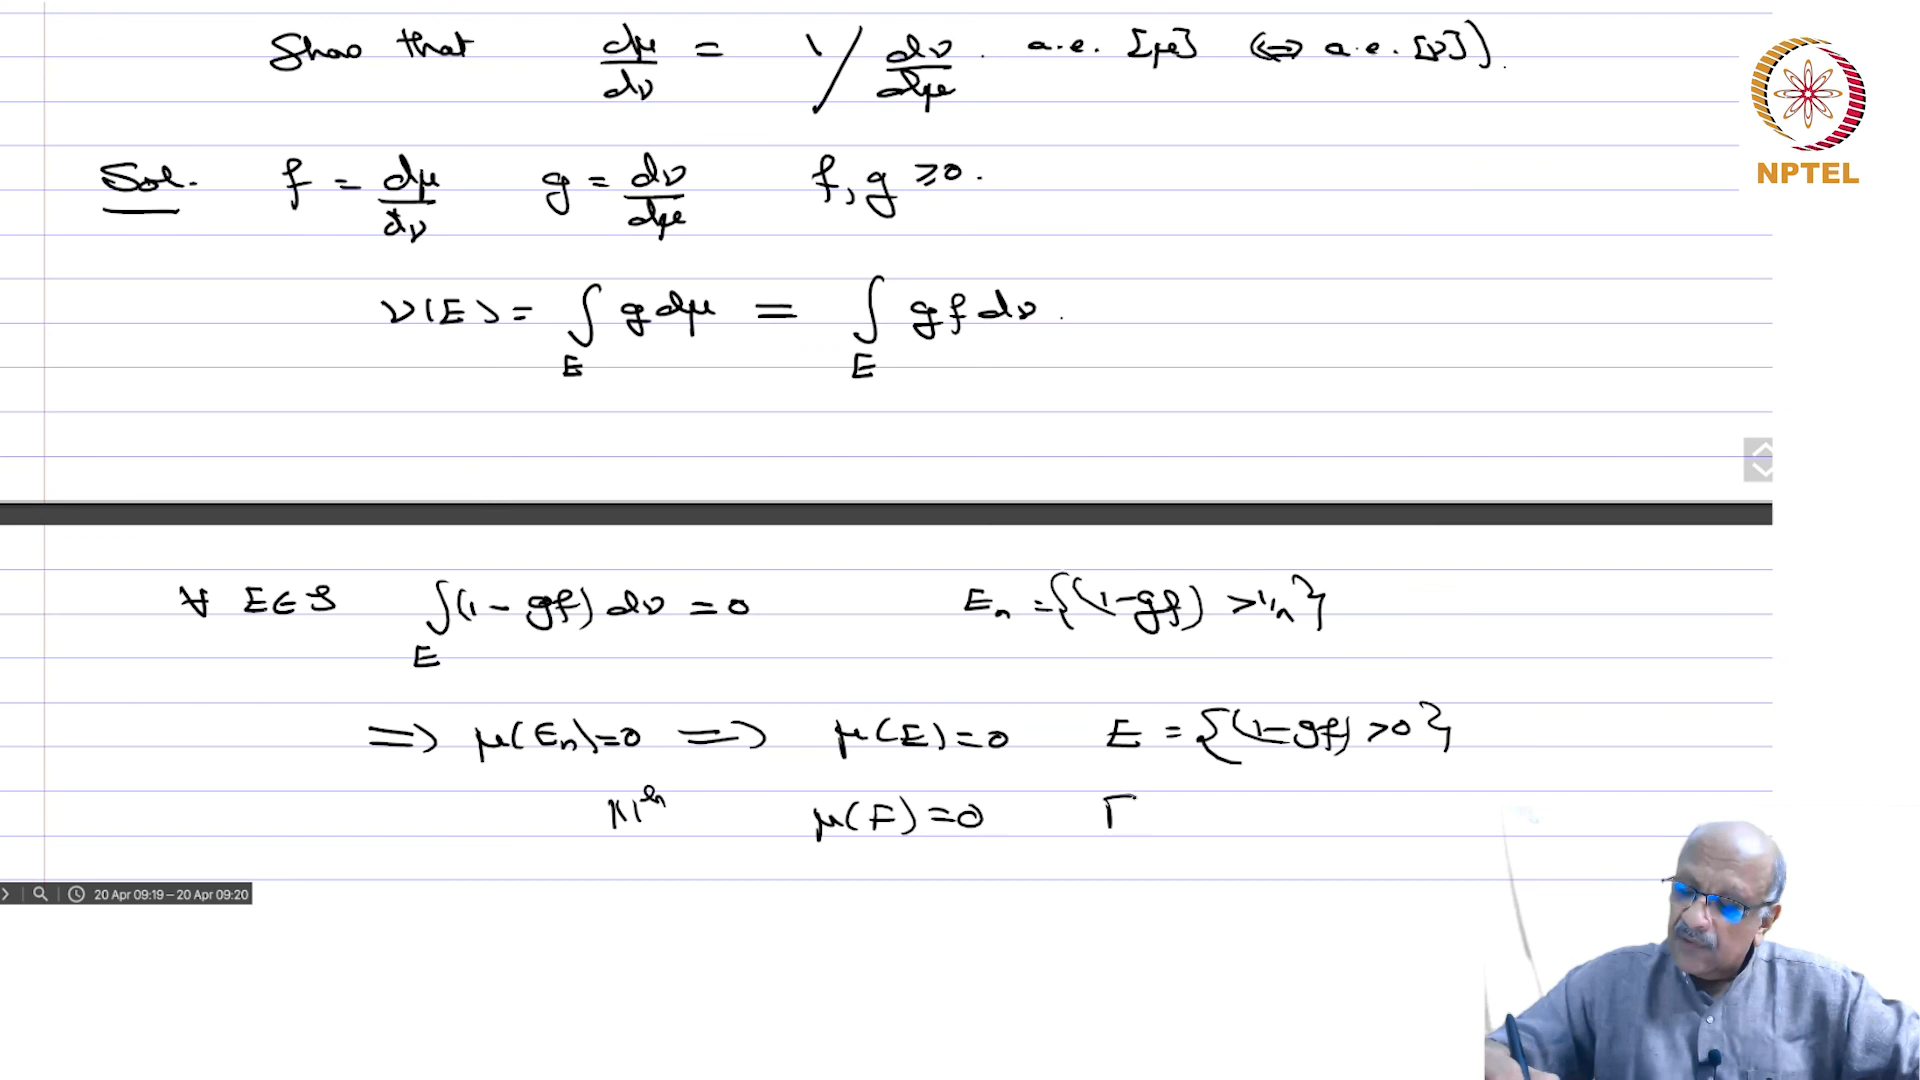 Show that dμ/dν = 1 / dν/dμ . a.e. [μ] (⇔ a.e. [ν]).
NPTEL
Sol. f = dμ/dν g = dν/dμ f, g ≥ 0.
ν(E) = ∫_E g dμ = ∫_E g f dν.
∀ E ∈ S ∫_E (1 - gf) dν = 0 E_n = {(1 - gf) > 1/n}
⇒ μ(E_n) = 0 ⇒ μ(E) = 0 E = {(1 - gf) > 0}
|||^ly μ(F) = 0
20 Apr 09:19 – 20 Apr 09:20